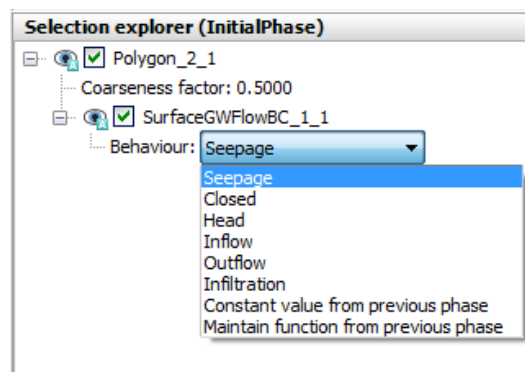 Selection explorer (InitialPhase)
Polygon_2_1
Coarseness factor: 0.5000
SurfaceGWFlowBC_1_1
Behaviour: Seepage
Seepage
Closed
Head
Inflow
Outflow
Infiltration
Constant value from previous phase
Maintain function from previous phase